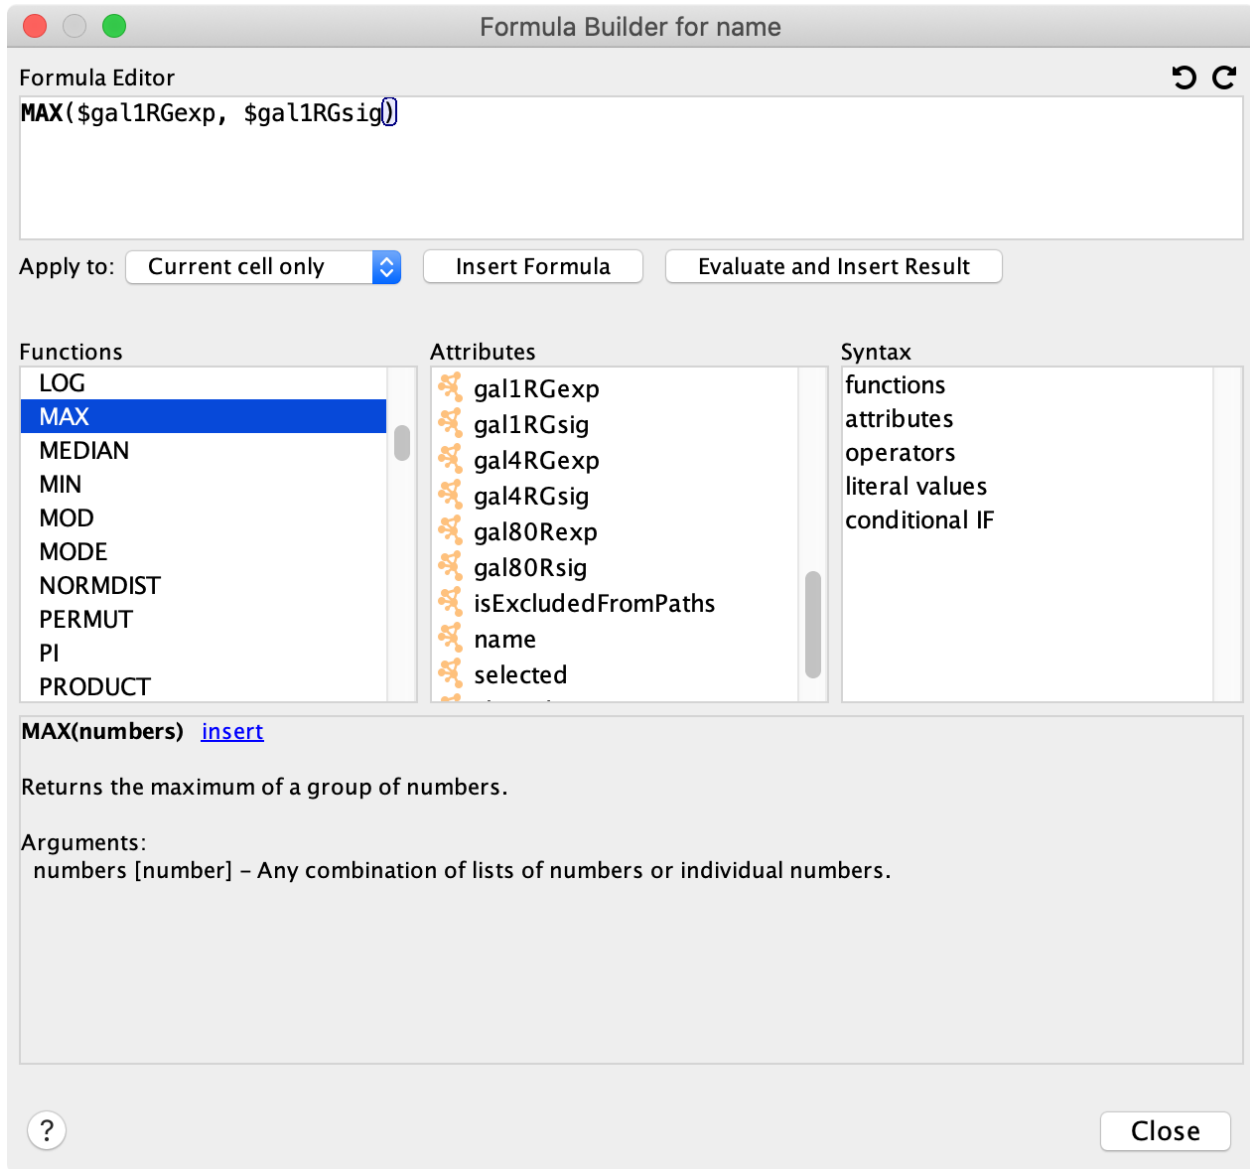 Formula Builder for name
Formula Editor
MAX($gal1RGexp, $gal1RGsig)
Apply to: Current cell only Insert Formula Evaluate and Insert Result
Functions
LOG
MAX
MEDIAN
MIN
MOD
MODE
NORMDIST
PERMUT
PI
PRODUCT
Attributes
gal1RGexp
gal1RGsig
gal4RGexp
gal4RGsig
gal80Rexp
gal80Rsig
isExcludedFromPaths
name
selected
Syntax
functions
attributes
operators
literal values
conditional IF
MAX(numbers) insert
Returns the maximum of a group of numbers.
Arguments:
numbers [number] – Any combination of lists of numbers or individual numbers.
?
Close